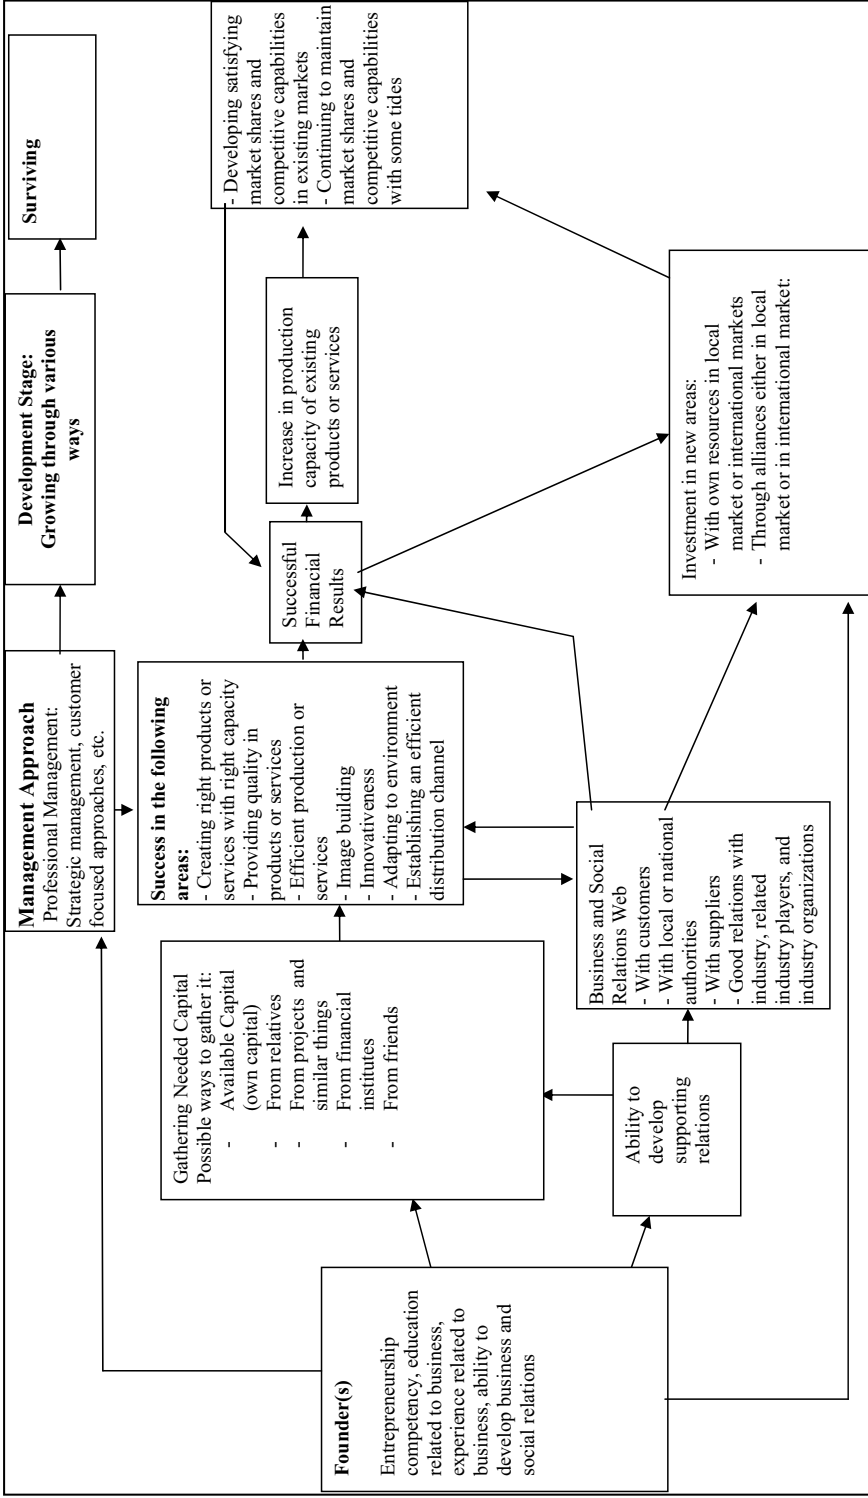 Founder(s)
Entrepreneurship
competency, education
related to business,
experience related to
business, ability to
develop business and
social relations
Management Approach
Professional Management:
Strategic management, customer
focused approaches, etc.
Development Stage:
Growing through various
ways
Surviving
Gathering Needed Capital
Possible ways to gather it:
- Available Capital
(own capital)
- From relatives
- From projects and
similar things
- From financial
institutes
- From friends
Success in the following
areas:
- Creating right products or
services with right capacity
- Providing quality in
products or services
- Efficient production or
services
- Image building
- Innovativeness
- Adapting to environment
- Establishing an efficient
distribution channel
Successful
Financial
Results
Increase in production
capacity of existing
products or services
- Developing satisfying
market shares and
competitive capabilities
in existing markets
- Continuing to maintain
market shares and
competitive capabilities
with some tides
Ability to
develop
supporting
relations
Business and Social
Relations Web
- With customers
- With local or national
authorities
- With suppliers
- Good relations with
industry, related
industry players, and
industry organizations
Investment in new areas:
- With own resources in local
market or international markets
- Through alliances either in local
market or in international market: